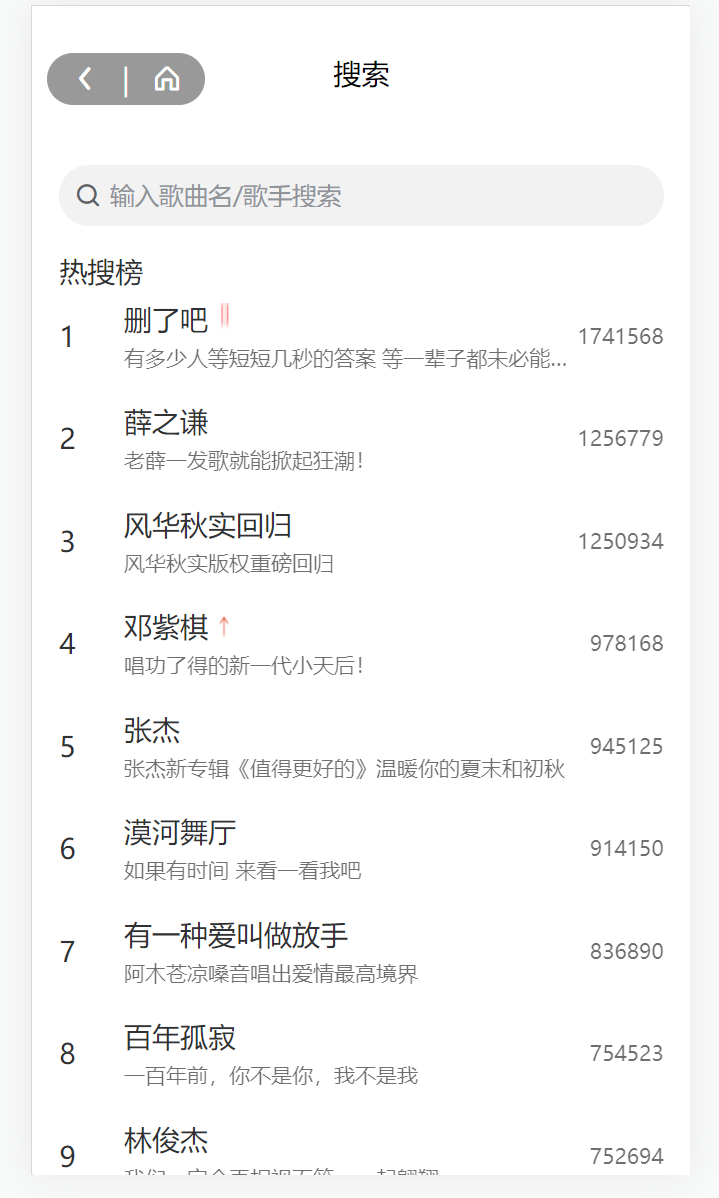 搜索
输入歌曲名/歌手搜索
热搜榜
1
删了吧
有多少人等短短几秒的答案 等一辈子都未必能...
1741568
2
薛之谦
老薛一发歌就能掀起狂潮！
1256779
3
风华秋实回归
风华秋实版权重磅回归
1250934
4
邓紫棋
唱功了得的新一代小天后！
978168
5
张杰
张杰新专辑《值得更好的》温暖你的夏末和初秋
945125
6
漠河舞厅
如果有时间 来看一看我吧
914150
7
有一种爱叫做放手
阿木苍凉嗓音唱出爱情最高境界
836890
8
百年孤寂
一百年前，你不是你，我不是我
754523
9
林俊杰
752694